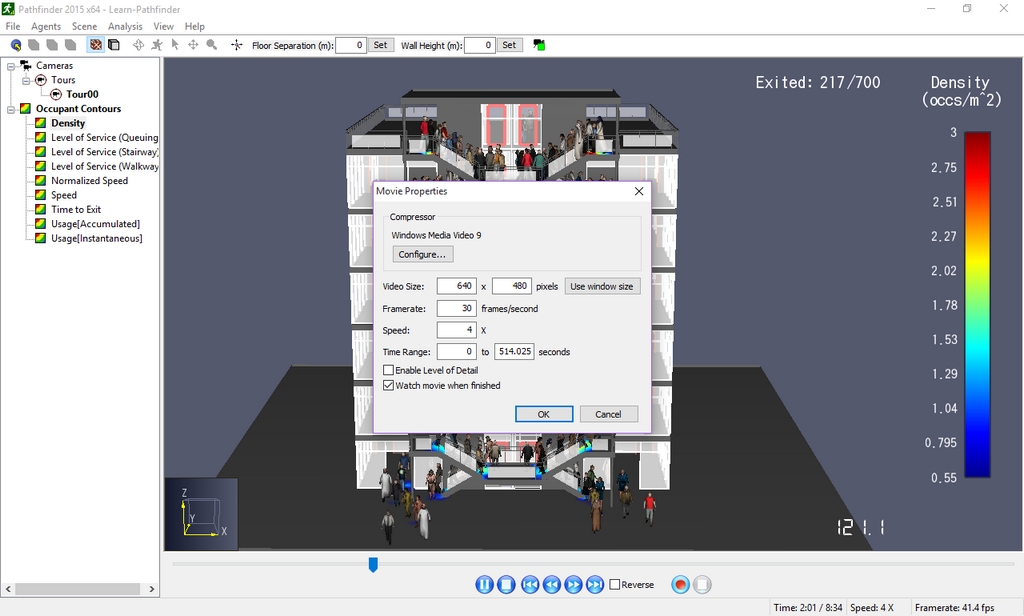 Pathfinder 2015 x64 - Learn-Pathfinder
File Agents Scene Analysis View Help
Floor Separation (m): 0 Set Wall Height (m): 0 Set
Cameras
Tours
Tour00
Occupant Contours
Density
Level of Service (Queuing
Level of Service (Stairway)
Level of Service (Walkway
Normalized Speed
Speed
Time to Exit
Usage[Accumulated]
Usage[Instantaneous]
Exited: 217/700
Density
(occs/m^2)
3
2.75
2.51
2.27
2.02
1.78
1.53
1.29
1.04
0.795
0.55
Movie Properties
Compressor
Windows Media Video 9
Configure...
Video Size: 640 x 480 pixels Use window size
Framerate: 30 frames/second
Speed: 4 X
Time Range: 0 to 514.025 seconds
Enable Level of Detail
Watch movie when finished
OK Cancel
Z
Y
X
121.1
Reverse
Time: 2:01 / 8:34 Speed: 4 X Framerate: 41.4 fps